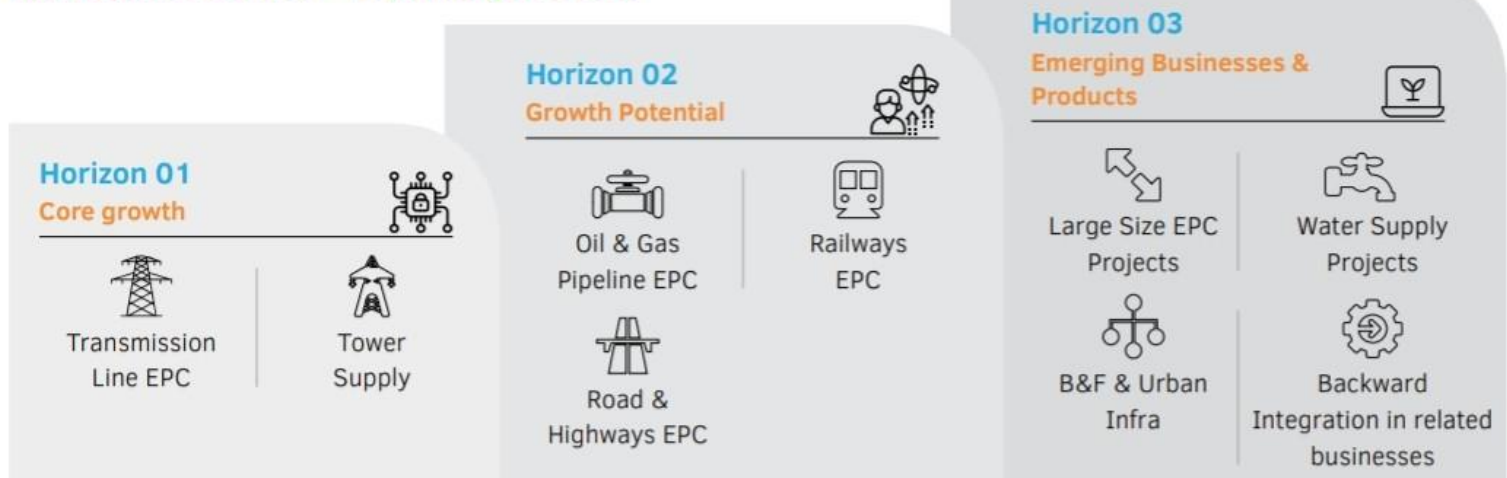 Horizon 01
Core growth
Transmission
Line EPC
Tower
Supply
Horizon 02
Growth Potential
Oil & Gas
Pipeline EPC
Railways
EPC
Road &
Highways EPC
Horizon 03
Emerging Businesses &
Products
Large Size EPC
Projects
Water Supply
Projects
B&F & Urban
Infra
Backward
Integration in related
businesses